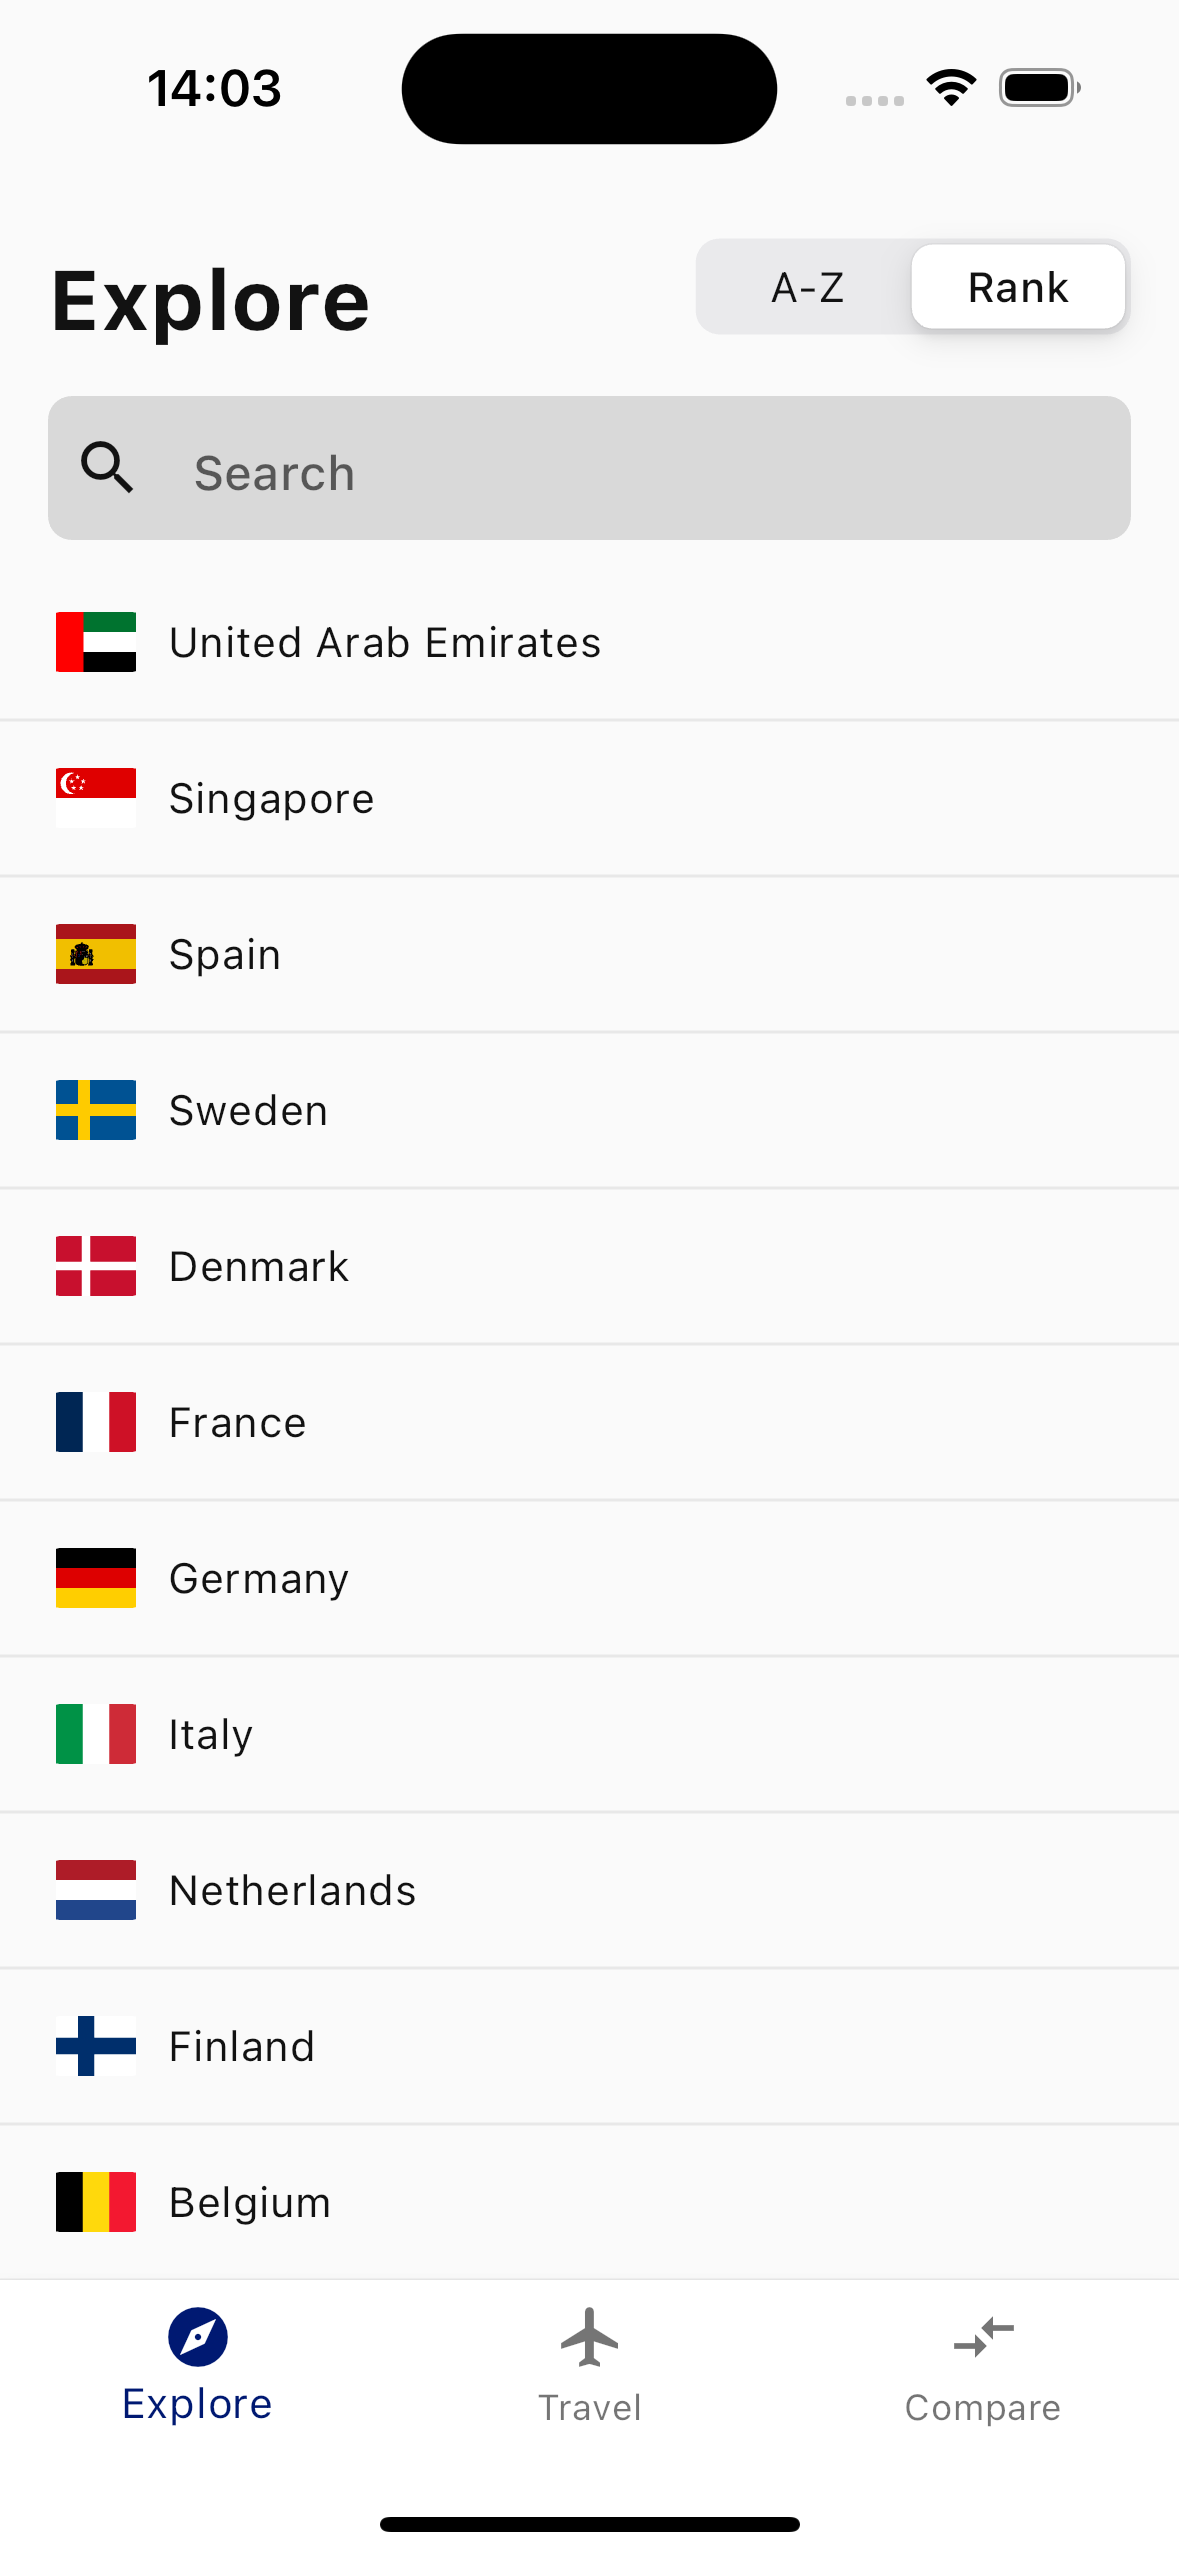 14:03
Explore
A-Z
Rank
Search
United Arab Emirates
Singapore
Spain
Sweden
Denmark
France
Germany
Italy
Netherlands
Finland
Belgium
Explore
Travel
Compare